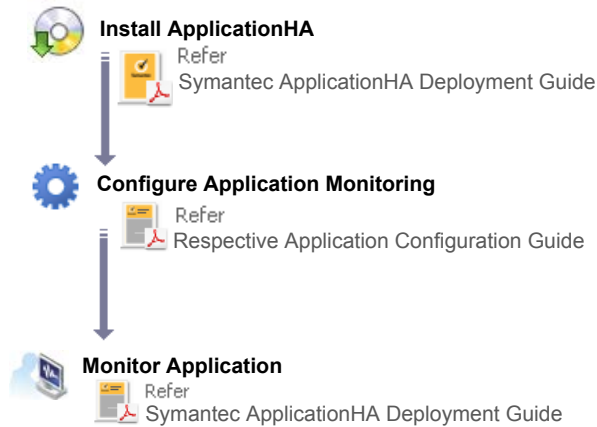 Install ApplicationHA
Refer
Symantec ApplicationHA Deployment Guide
Configure Application Monitoring
Refer
Respective Application Configuration Guide
Monitor Application
Refer
Symantec ApplicationHA Deployment Guide